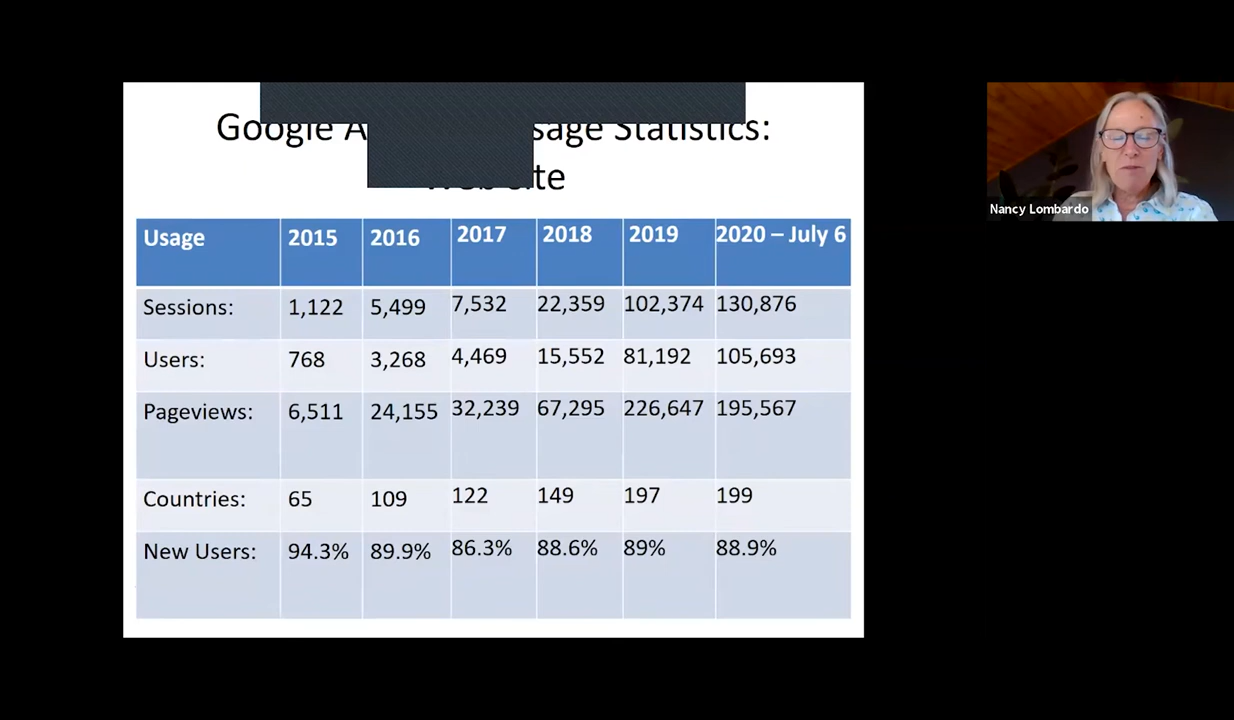 Google A sage Statistics:
Web site
Usage 2015 2016 2017 2018 2019 2020 – July 6
Sessions: 1,122 5,499 7,532 22,359 102,374 130,876
Users: 768 3,268 4,469 15,552 81,192 105,693
Pageviews: 6,511 24,155 32,239 67,295 226,647 195,567
Countries: 65 109 122 149 197 199
New Users: 94.3% 89.9% 86.3% 88.6% 89% 88.9%
Nancy Lombardo